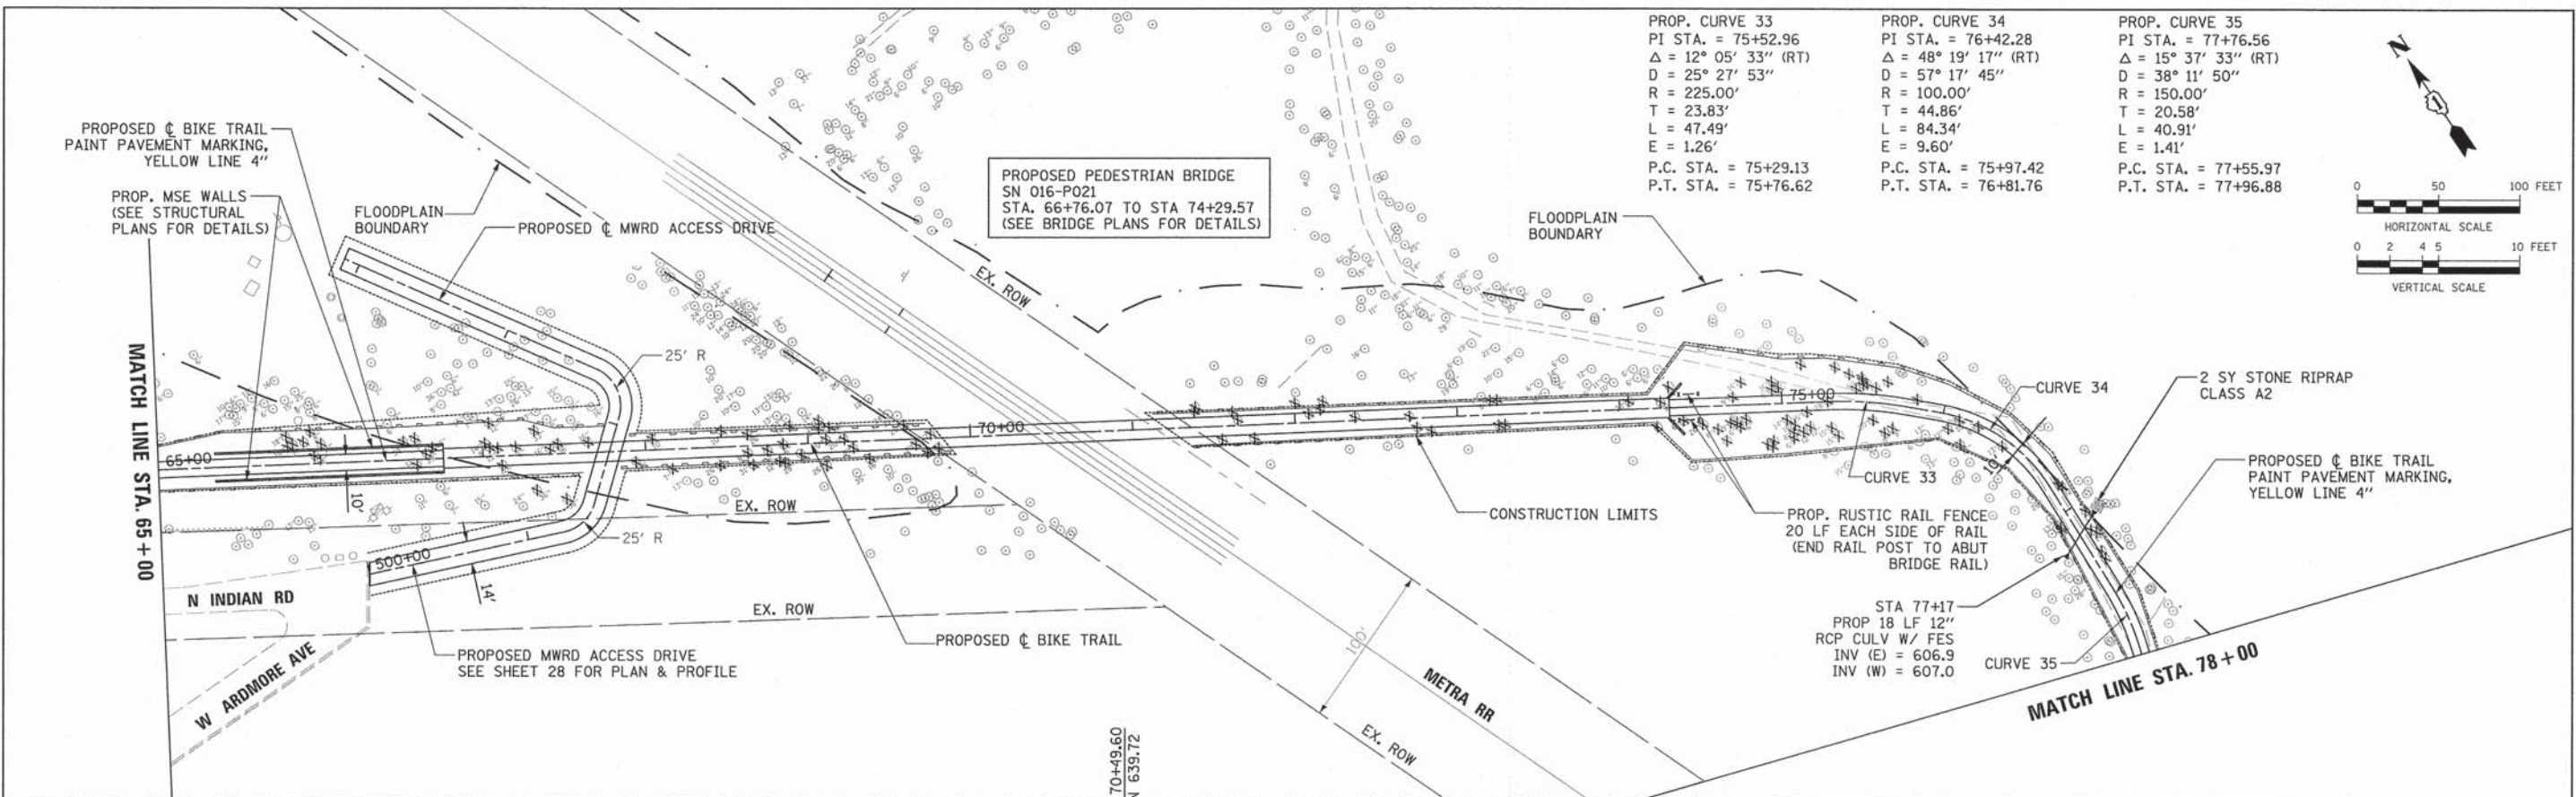 PROP. CURVE 33
PI STA. = 75+52.96
Δ = 12° 05' 33" (RT)
D = 25° 27' 53"
R = 225.00'
T = 23.83'
L = 47.49'
E = 1.26'
P.C. STA. = 75+29.13
P.T. STA. = 75+76.62
PROP. CURVE 34
PI STA. = 76+42.28
Δ = 48° 19' 17" (RT)
D = 57° 17' 45"
R = 100.00'
T = 44.86'
L = 84.34'
E = 9.60'
P.C. STA. = 75+97.42
P.T. STA. = 76+81.76
PROP. CURVE 35
PI STA. = 77+76.56
Δ = 15° 37' 33" (RT)
D = 38° 11' 50"
R = 150.00'
T = 20.58'
L = 40.91'
E = 1.41'
P.C. STA. = 77+55.97
P.T. STA. = 77+96.88
N
0 50 100 FEET
HORIZONTAL SCALE
0 2 4 5 10 FEET
VERTICAL SCALE
PROPOSED ℄ BIKE TRAIL
PAINT PAVEMENT MARKING,
YELLOW LINE 4"
PROP. MSE WALLS
(SEE STRUCTURAL
PLANS FOR DETAILS)
FLOODPLAIN
BOUNDARY
PROPOSED ℄ MWRD ACCESS DRIVE
PROPOSED PEDESTRIAN BRIDGE
SN 016-P021
STA. 66+76.07 TO STA 74+29.57
(SEE BRIDGE PLANS FOR DETAILS)
EX. ROW
FLOODPLAIN
BOUNDARY
MATCH LINE STA. 65+00
25' R
65+00
70+00
75+00
CURVE 34
2 SY STONE RIPRAP
CLASS A2
10'
10'
CURVE 33
PROPOSED ℄ BIKE TRAIL
PAINT PAVEMENT MARKING,
YELLOW LINE 4"
EX. ROW
CONSTRUCTION LIMITS
PROP. RUSTIC RAIL FENCE
20 LF EACH SIDE OF RAIL
(END RAIL POST TO ABUT
BRIDGE RAIL)
25' R
500+00
14'
N INDIAN RD
EX. ROW
STA 77+17
PROP 18 LF 12"
RCP CULV W/ FES
INV (E) = 606.9
INV (W) = 607.0
PROPOSED ℄ BIKE TRAIL
PROPOSED MWRD ACCESS DRIVE
SEE SHEET 28 FOR PLAN & PROFILE
W ARDMORE AVE
100'
METRA RR
CURVE 35
MATCH LINE STA. 78+00
EX. ROW
70+49.60
639.72